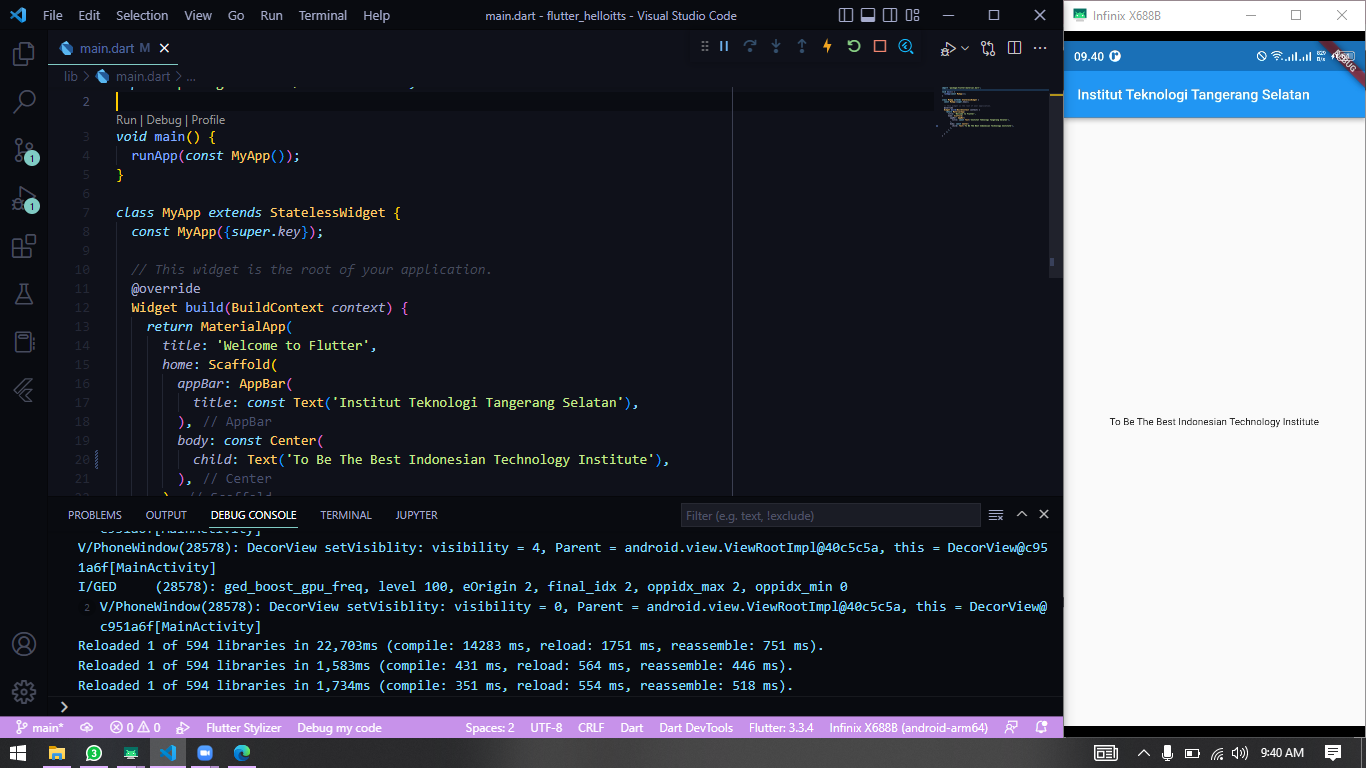 File Edit Selection View Go Run Terminal Help
main.dart - flutter_helloitts - Visual Studio Code
main.dart M
lib > main.dart > ...
2
Run | Debug | Profile
3 void main() {
4 runApp(const MyApp());
5 }
6
7 class MyApp extends StatelessWidget {
8 const MyApp({super.key});
9
10 // This widget is the root of your application.
11 @override
12 Widget build(BuildContext context) {
13 return MaterialApp(
14 title: 'Welcome to Flutter',
15 home: Scaffold(
16 appBar: AppBar(
17 title: const Text('Institut Teknologi Tangerang Selatan'),
18 ), // AppBar
19 body: const Center(
20 child: Text('To Be The Best Indonesian Technology Institute'),
21 ), // Center
1
1
PROBLEMS OUTPUT DEBUG CONSOLE TERMINAL JUPYTER
Filter (e.g. text, !exclude)
c951a6f[MainActivity]
V/PhoneWindow(28578): DecorView setVisiblity: visibility = 4, Parent = android.view.ViewRootImpl@40c5c5a, this = DecorView@c95
1a6f[MainActivity]
I/GED (28578): ged_boost_gpu_freq, level 100, eOrigin 2, final_idx 2, oppidx_max 2, oppidx_min 0
2 V/PhoneWindow(28578): DecorView setVisiblity: visibility = 0, Parent = android.view.ViewRootImpl@40c5c5a, this = DecorView@
c951a6f[MainActivity]
Reloaded 1 of 594 libraries in 22,703ms (compile: 14283 ms, reload: 1751 ms, reassemble: 751 ms).
Reloaded 1 of 594 libraries in 1,583ms (compile: 431 ms, reload: 564 ms, reassemble: 446 ms).
Reloaded 1 of 594 libraries in 1,734ms (compile: 351 ms, reload: 554 ms, reassemble: 518 ms).
main* 0 0 Flutter Stylizer Debug my code Spaces: 2 UTF-8 CRLF Dart Dart DevTools Flutter: 3.3.4 Infinix X688B (android-arm64)
Infinix X688B
09.40
DEBUG
Institut Teknologi Tangerang Selatan
To Be The Best Indonesian Technology Institute
3
9:40 AM